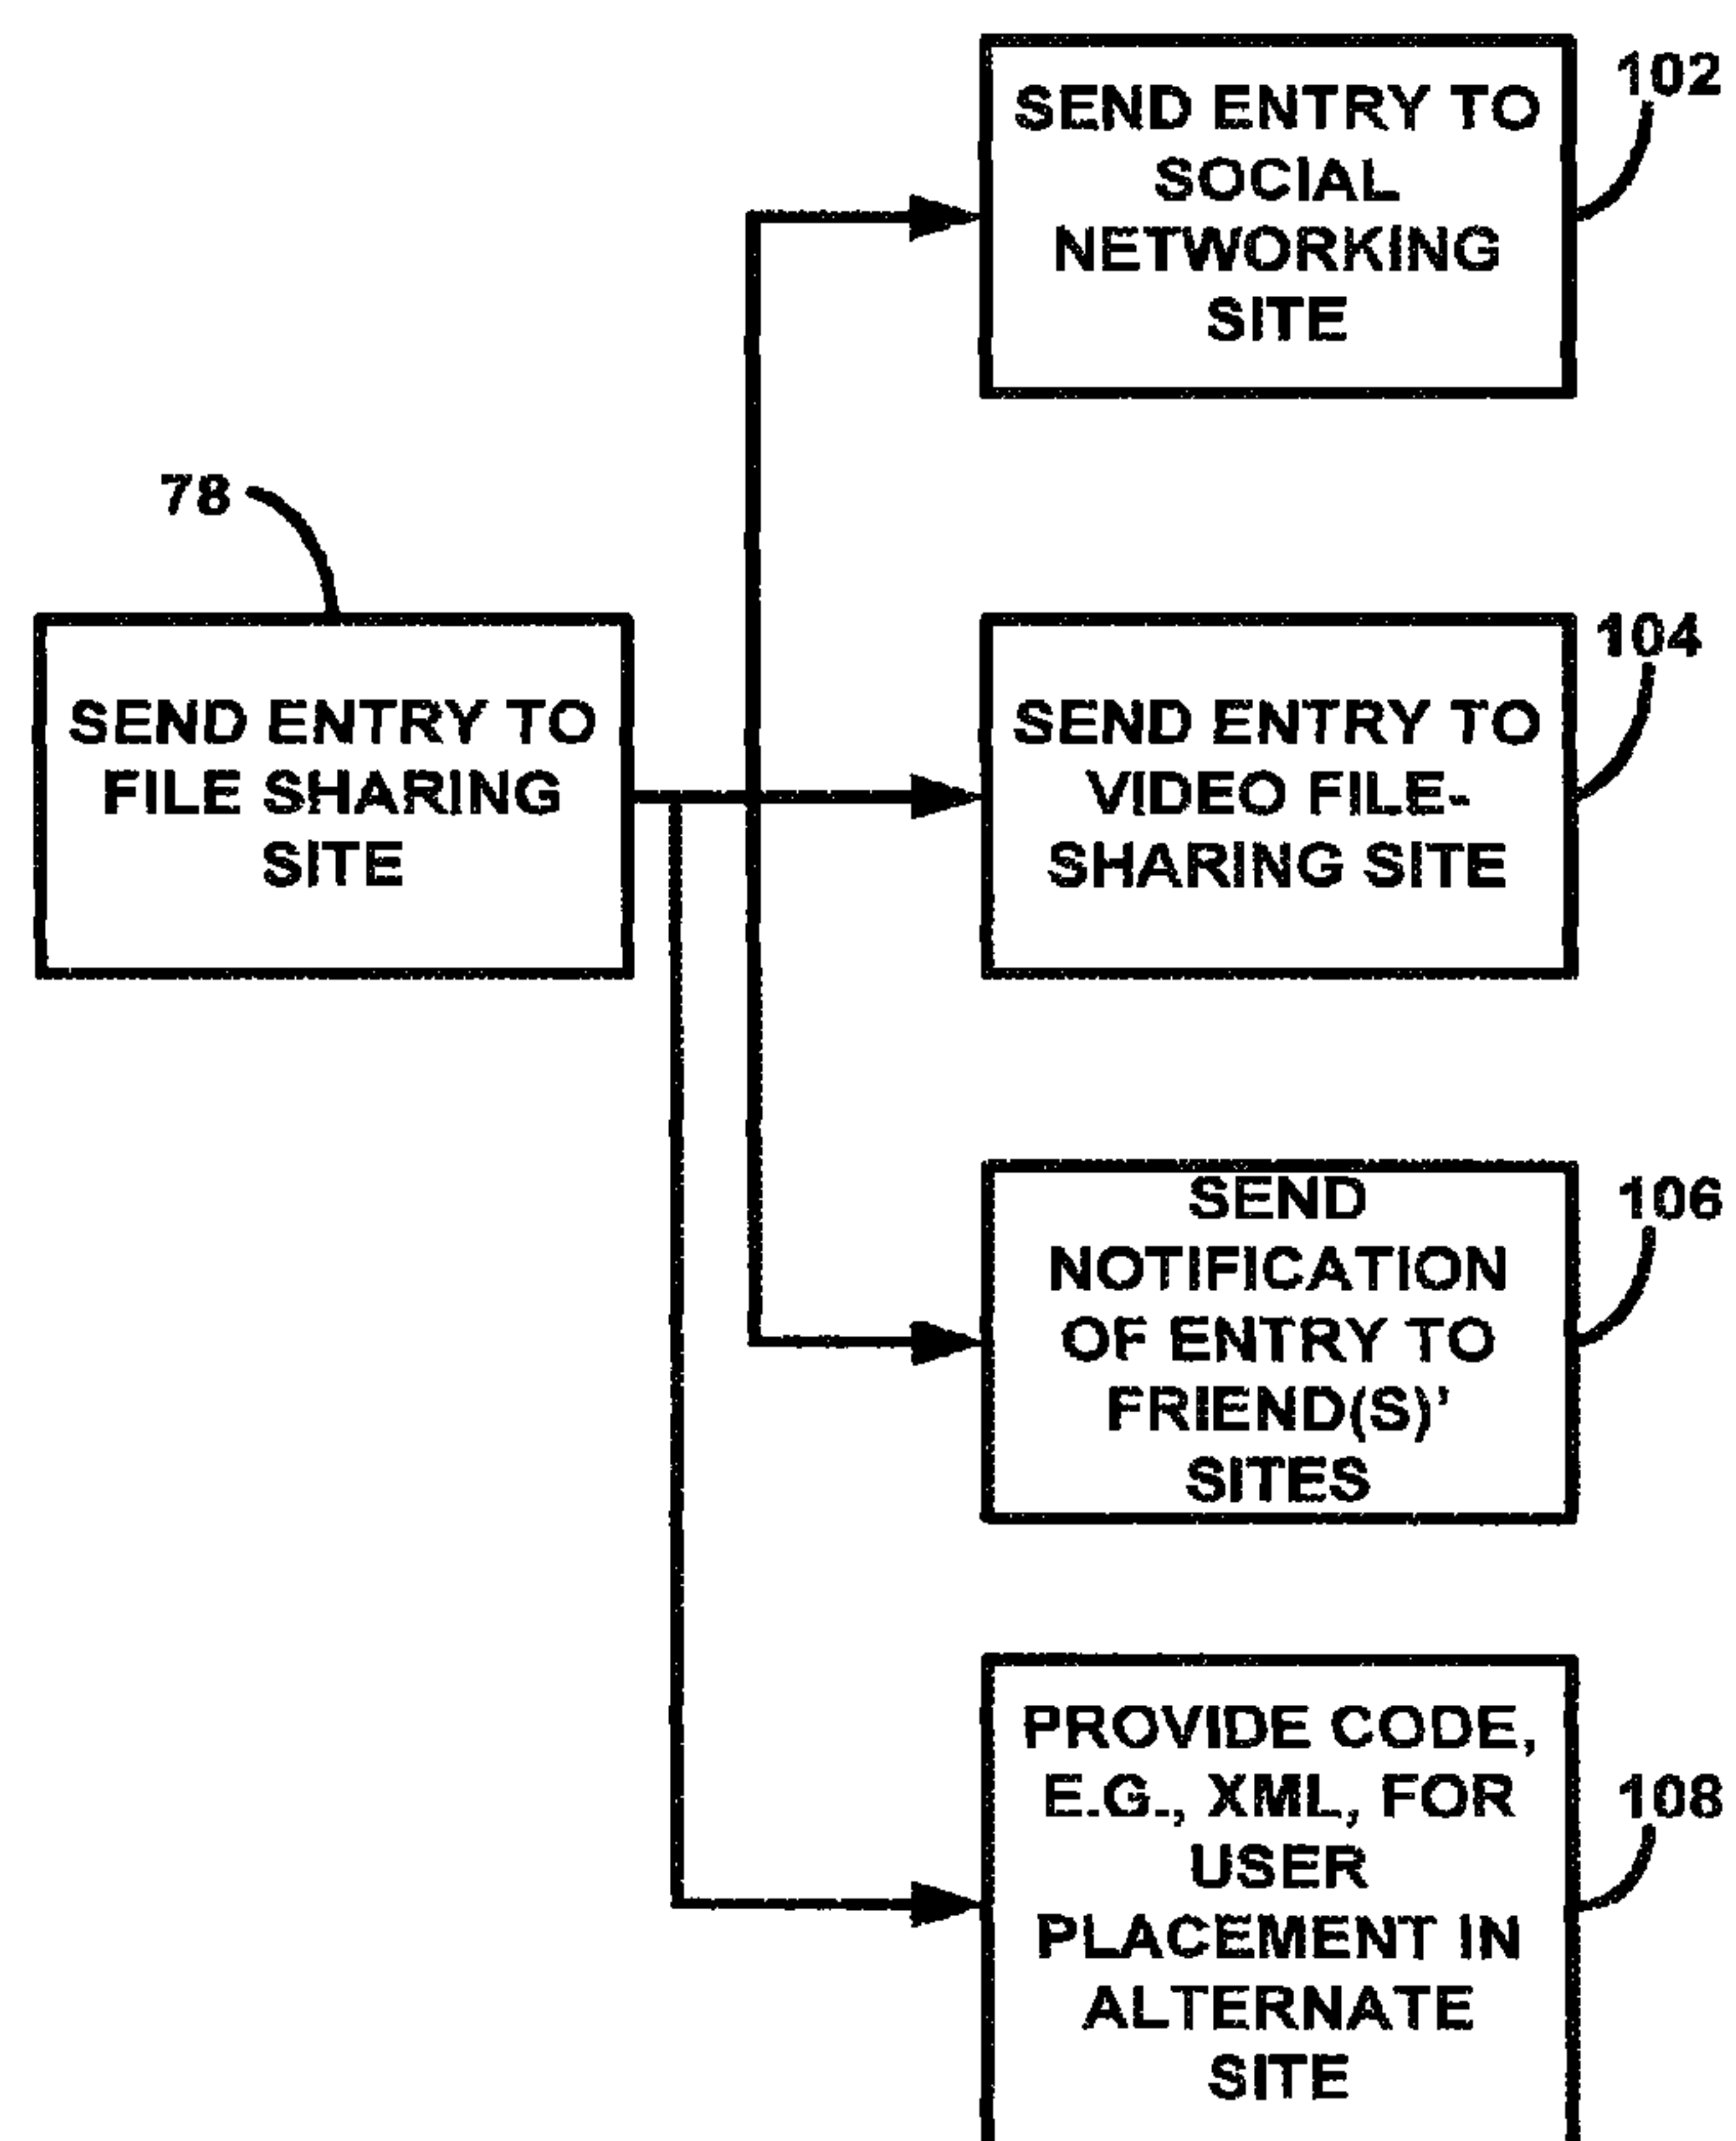 102
SEND ENTRY TO
SOCIAL
NETWORKING
SITE
78
SEND ENTRY TO
FILE SHARING
SITE
104
SEND ENTRY TO
VIDEO FILE-
SHARING SITE
106
SEND
NOTIFICATION
OF ENTRY TO
FRIEND(S)'
SITES
108
PROVIDE CODE,
E.G., XML, FOR
USER
PLACEMENT IN
ALTERNATE
SITE